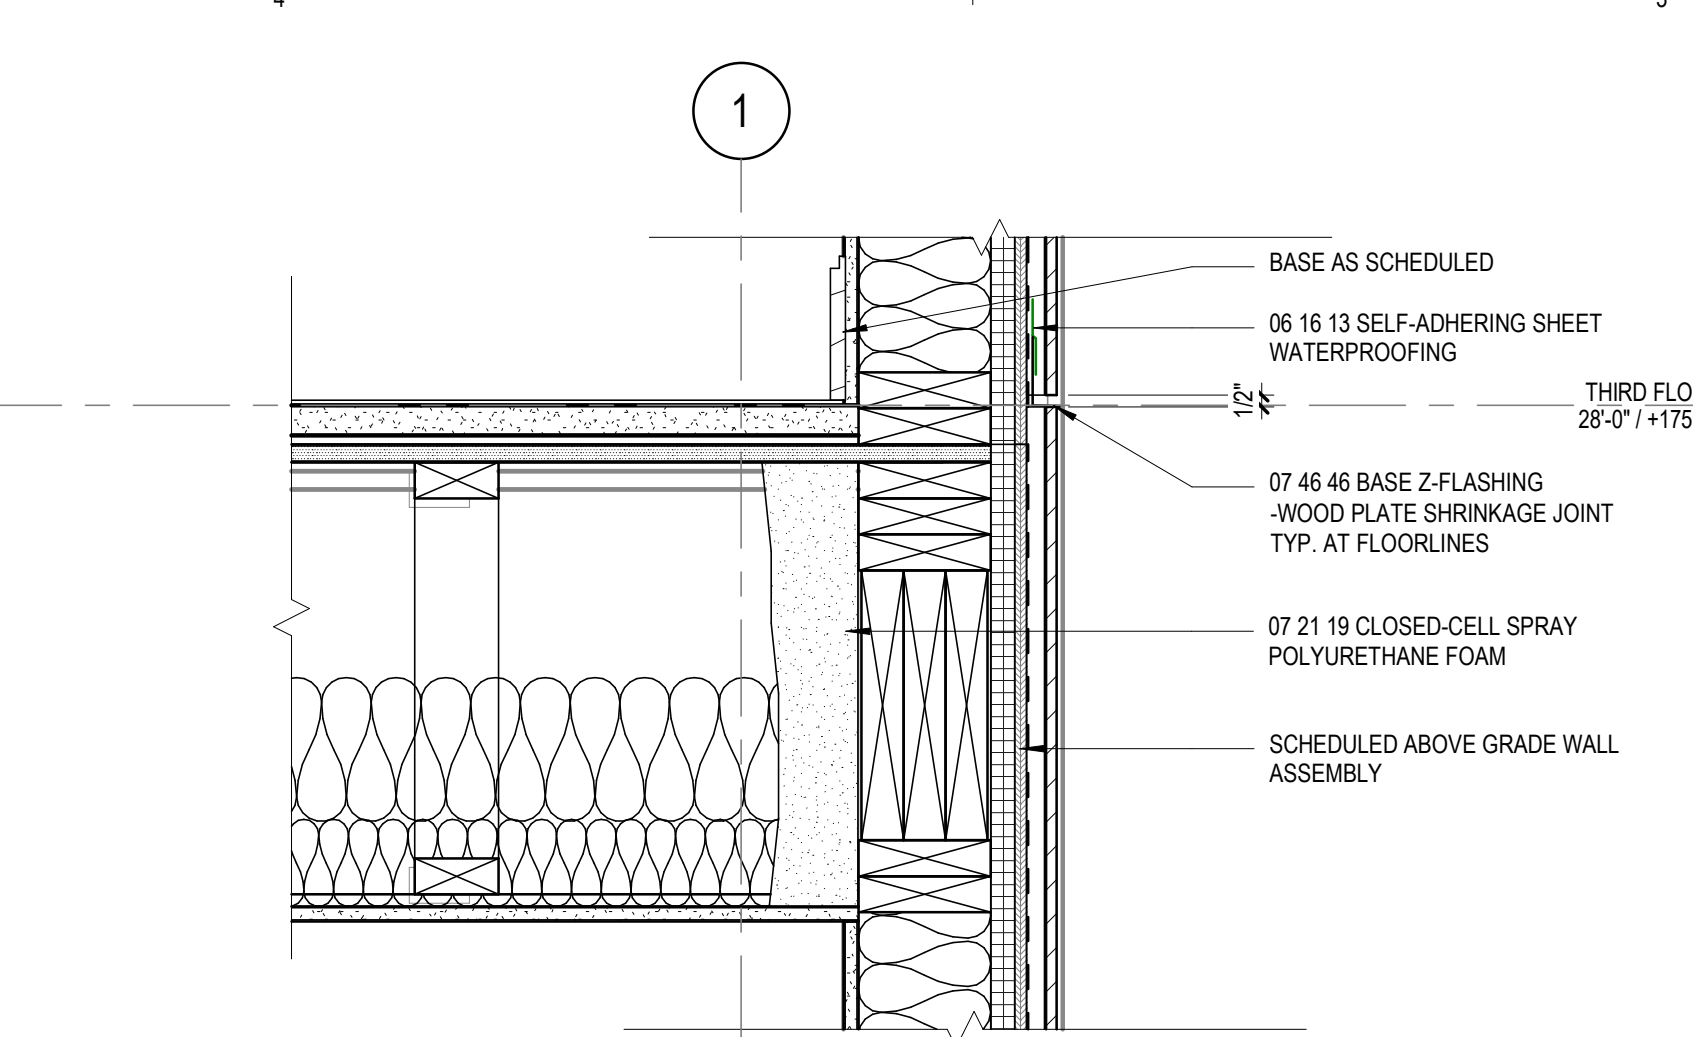 1
BASE AS SCHEDULED
06 16 13 SELF-ADHERING SHEET
WATERPROOFING
1/2"
THIRD FLO
28'-0" / +175
07 46 46 BASE Z-FLASHING
-WOOD PLATE SHRINKAGE JOINT
TYP. AT FLOORLINES
07 21 19 CLOSED-CELL SPRAY
POLYURETHANE FOAM
SCHEDULED ABOVE GRADE WALL
ASSEMBLY